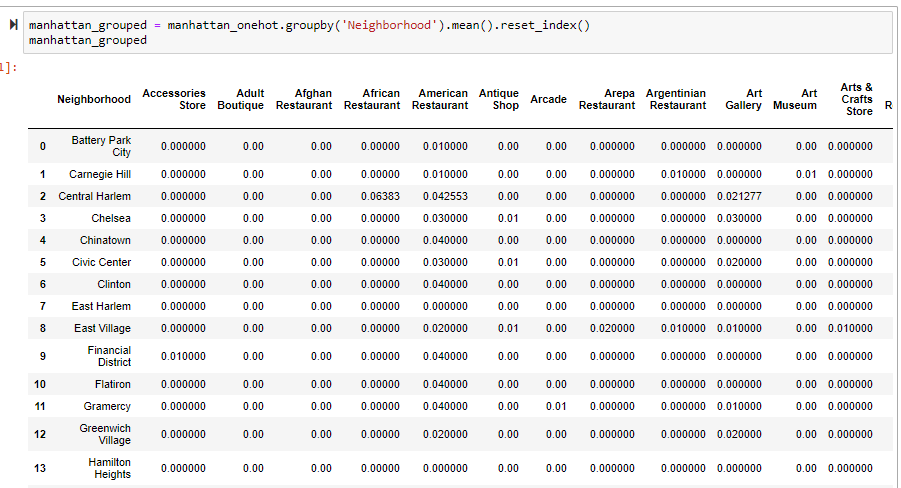 manhattan_grouped = manhattan_onehot.groupby('Neighborhood').mean().reset_index()
manhattan_grouped
1]:
Neighborhood Accessories Store Adult Boutique Afghan Restaurant African Restaurant American Restaurant Antique Shop Arcade Arepa Restaurant Argentinian Restaurant Art Gallery Art Museum Arts & Crafts Store R
0 Battery Park City 0.000000 0.00 0.00 0.00000 0.010000 0.00 0.00 0.000000 0.000000 0.000000 0.00 0.000000
1 Carnegie Hill 0.000000 0.00 0.00 0.00000 0.010000 0.00 0.00 0.000000 0.010000 0.000000 0.01 0.000000
2 Central Harlem 0.000000 0.00 0.00 0.06383 0.042553 0.00 0.00 0.000000 0.000000 0.021277 0.00 0.000000
3 Chelsea 0.000000 0.00 0.00 0.00000 0.030000 0.01 0.00 0.000000 0.000000 0.030000 0.00 0.000000
4 Chinatown 0.000000 0.00 0.00 0.00000 0.040000 0.00 0.00 0.000000 0.000000 0.000000 0.00 0.000000
5 Civic Center 0.000000 0.00 0.00 0.00000 0.030000 0.01 0.00 0.000000 0.000000 0.020000 0.00 0.000000
6 Clinton 0.000000 0.00 0.00 0.00000 0.040000 0.00 0.00 0.000000 0.000000 0.000000 0.00 0.000000
7 East Harlem 0.000000 0.00 0.00 0.00000 0.000000 0.00 0.00 0.000000 0.000000 0.000000 0.00 0.000000
8 East Village 0.000000 0.00 0.00 0.00000 0.020000 0.01 0.00 0.020000 0.010000 0.010000 0.00 0.010000
9 Financial District 0.010000 0.00 0.00 0.00000 0.040000 0.00 0.00 0.000000 0.000000 0.000000 0.00 0.000000
10 Flatiron 0.000000 0.00 0.00 0.00000 0.040000 0.00 0.00 0.000000 0.000000 0.000000 0.00 0.000000
11 Gramercy 0.000000 0.00 0.00 0.00000 0.040000 0.00 0.01 0.000000 0.000000 0.010000 0.00 0.000000
12 Greenwich Village 0.000000 0.00 0.00 0.00000 0.020000 0.00 0.00 0.000000 0.000000 0.020000 0.00 0.000000
13 Hamilton Heights 0.000000 0.00 0.00 0.00000 0.000000 0.00 0.00 0.000000 0.000000 0.000000 0.00 0.000000